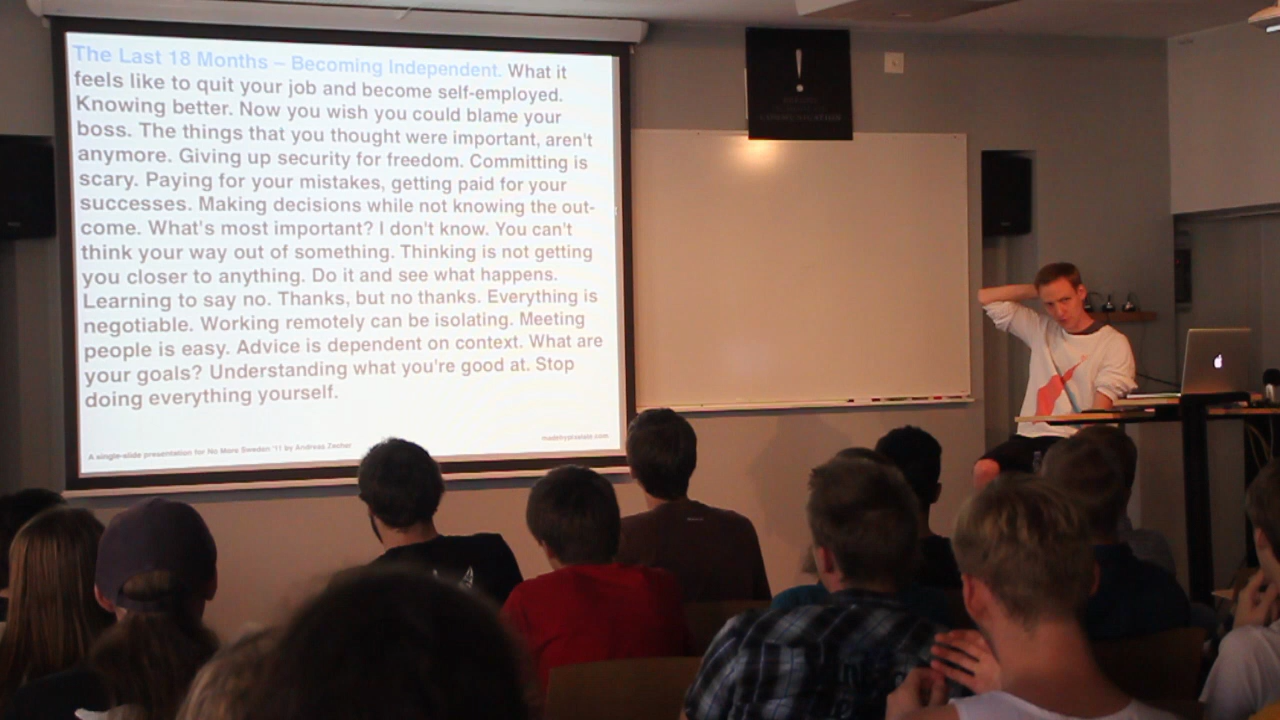 The Last 18 Months – Becoming Independent. What it
feels like to quit your job and become self-employed.
Knowing better. Now you wish you could blame your
boss. The things that you thought were important, aren't
anymore. Giving up security for freedom. Committing is
scary. Paying for your mistakes, getting paid for your
successes. Making decisions while not knowing the out-
come. What's most important? I don't know. You can't
think your way out of something. Thinking is not getting
you closer to anything. Do it and see what happens.
Learning to say no. Thanks, but no thanks. Everything is
negotiable. Working remotely can be isolating. Meeting
people is easy. Advice is dependent on context. What are
your goals? Understanding what you're good at. Stop
doing everything yourself.
A single-slide presentation for No More Sweden '11 by Andreas Zecher
!
COMMUNICATION